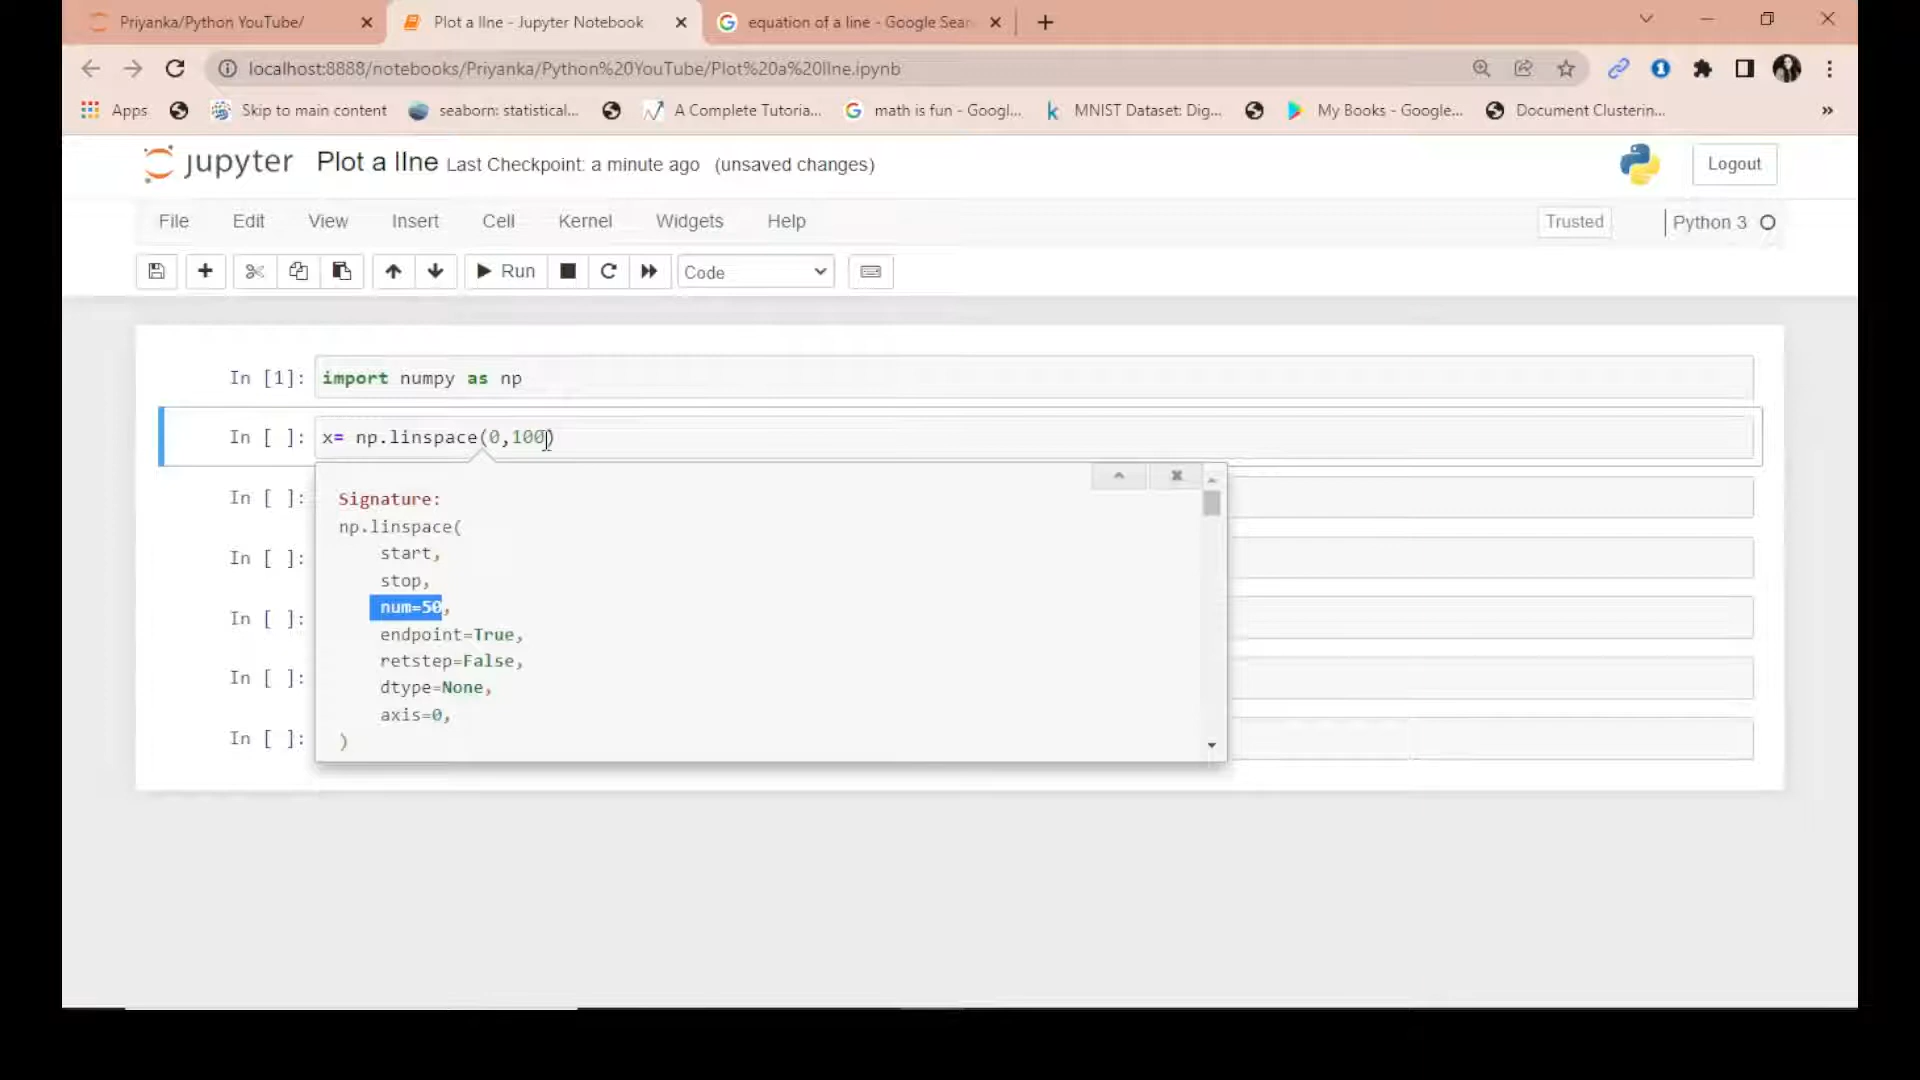 Priyanka/Python YouTube/
Plot a lIne - Jupyter Notebook
equation of a line - Google Sear
localhost:8888/notebooks/Priyanka/Python%20YouTube/Plot%20a%20lIne.ipynb
Apps
Skip to main content
seaborn: statistical...
A Complete Tutoria...
math is fun - Googl...
MNIST Dataset: Dig...
My Books - Google...
Document Clusterin...
»
jupyter Plot a lIne Last Checkpoint: a minute ago (unsaved changes)
Logout
File Edit View Insert Cell Kernel Widgets Help
Trusted
Python 3
Run
Code
In [1]: import numpy as np
In [ ]: x= np.linspace(0,100)
In [ ]:
In [ ]:
In [ ]:
In [ ]:
In [ ]:
Signature:
np.linspace(
start,
stop,
num=50,
endpoint=True,
retstep=False,
dtype=None,
axis=0,
)